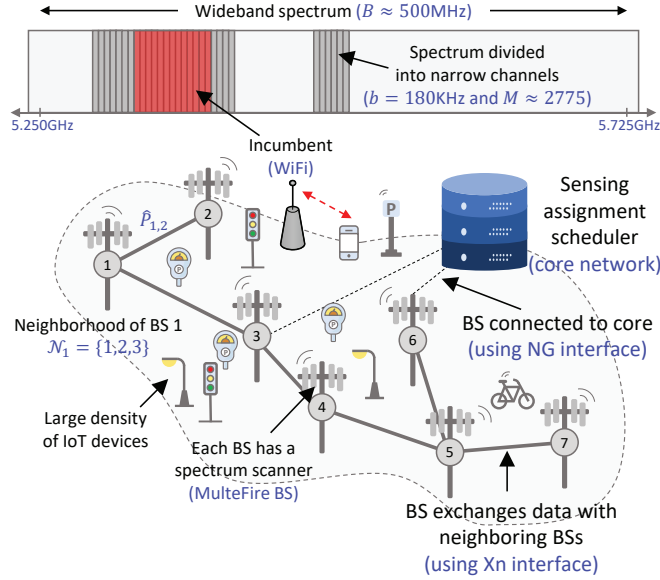 Wideband spectrum (B ≈ 500MHz)
Spectrum divided
into narrow channels
(b = 180KHz and M ≈ 2775)
5.250GHz
5.725GHz
Incumbent
(WiFi)
P
Sensing
assignment
scheduler
(core network)
P̂1,2
2
1
P
Neighborhood of BS 1
𝒩1 = {1,2,3}
3
P
P
6
BS connected to core
(using NG interface)
4
Large density
of IoT devices
Each BS has a
spectrum scanner
(MulteFire BS)
5
7
BS exchanges data with
neighboring BSs
(using Xn interface)